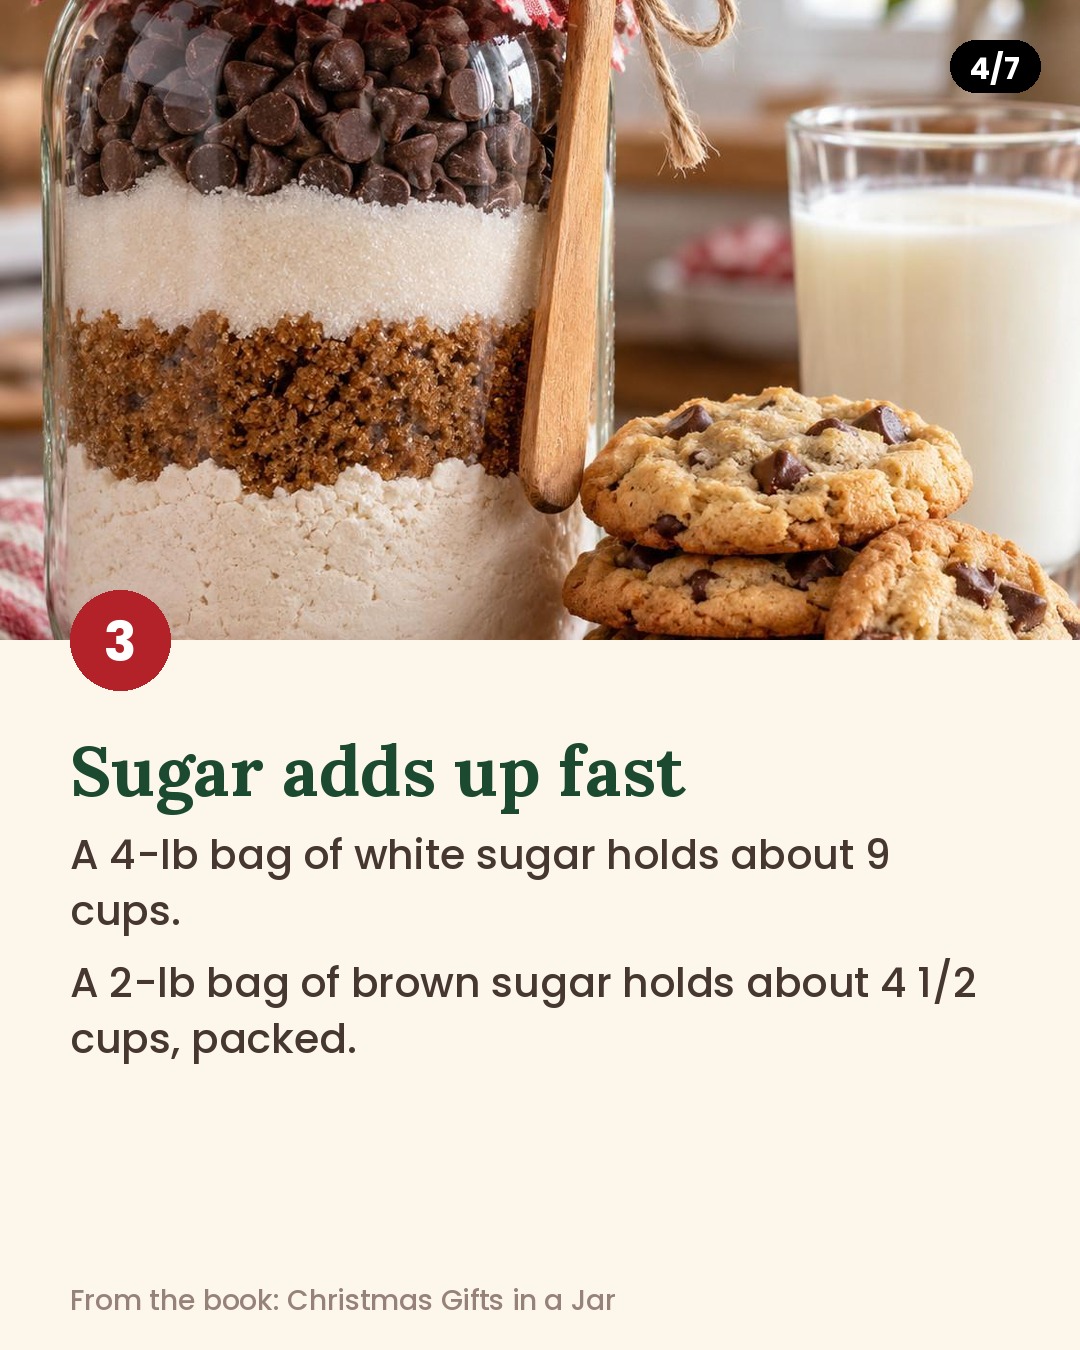 4/7
3
Sugar adds up fast
A 4-lb bag of white sugar holds about 9
cups.
A 2-lb bag of brown sugar holds about 4 1/2
cups, packed.
From the book: Christmas Gifts in a Jar